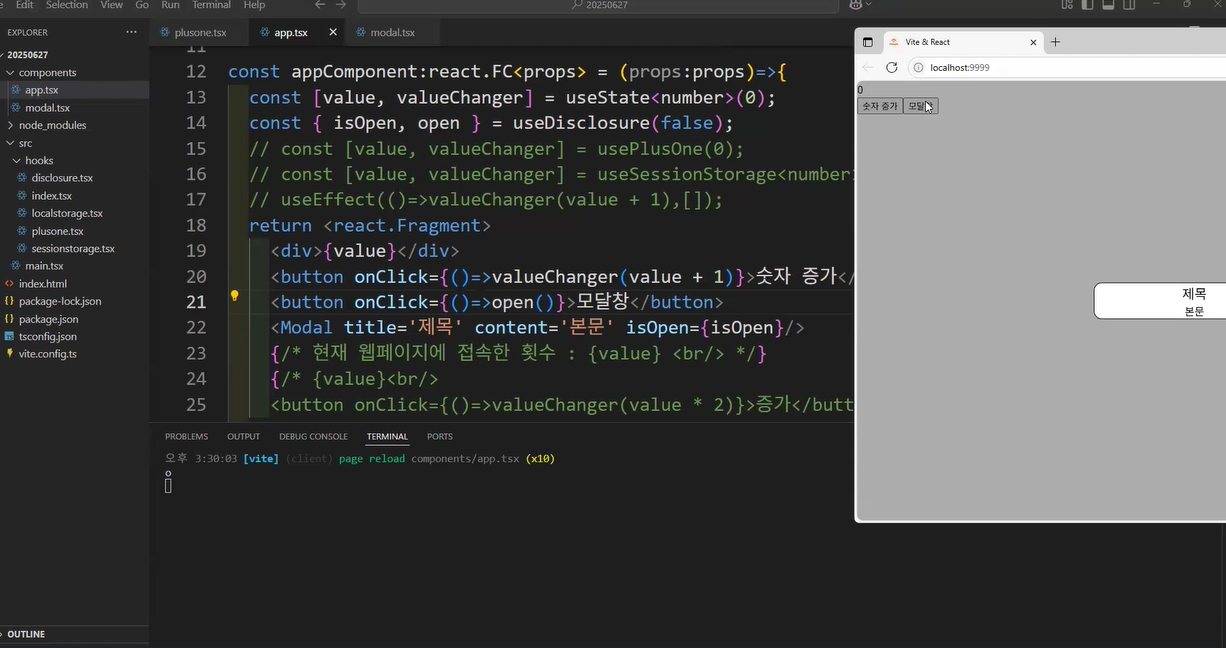 Edit Selection View Go Run Terminal Help
20250627
EXPLORER
20250627
components
app.tsx
modal.tsx
node_modules
src
hooks
disclosure.tsx
index.tsx
localstorage.tsx
plusone.tsx
sessionstorage.tsx
main.tsx
index.html
package-lock.json
package.json
tsconfig.json
vite.config.ts
OUTLINE
plusone.tsx app.tsx modal.tsx
11
12 const appComponent:react.FC<props> = (props:props)=>{
13 const [value, valueChanger] = useState<number>(0);
14 const { isOpen, open } = useDisclosure(false);
15 // const [value, valueChanger] = usePlusOne(0);
16 // const [value, valueChanger] = useSessionStorage<number
17 // useEffect(()=>valueChanger(value + 1),[]);
18 return <react.Fragment>
19 <div>{value}</div>
20 <button onClick={()=>valueChanger(value + 1)}>숫자 증가</
21 <button onClick={()=>open()}>모달창</button>
22 <Modal title='제목' content='본문' isOpen={isOpen}/>
23 {/* 현재 웹페이지에 접속한 횟수 : {value} <br/> */}
24 {/* {value}<br/>
25 <button onClick={()=>valueChanger(value * 2)}>증가</butt
PROBLEMS OUTPUT DEBUG CONSOLE TERMINAL PORTS
오후 3:30:03 [vite] (client) page reload components/app.tsx (x10)
o
Vite & React
localhost:9999
0
숫자 증가 모달
제목
본문